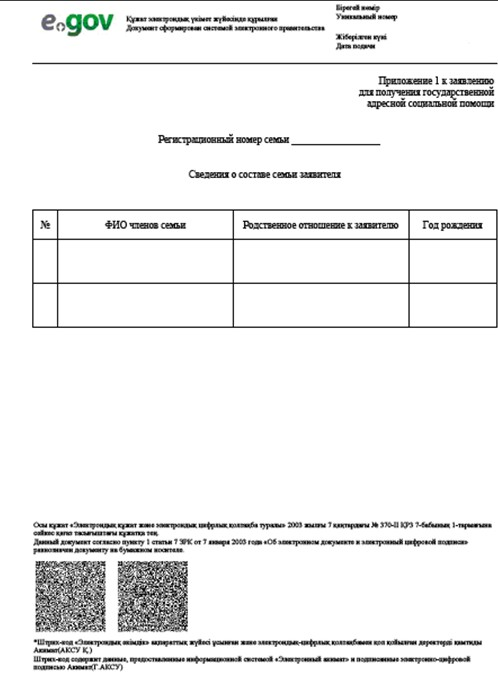 e.gov
Құжат электрондық үкімет жүйесінде құрылған
Документ сформирован системой электронного правительства
Бірегей нөмір
Уникальный номер
Жіберілген күні
Дата подачи
Приложение 1 к заявлению
для получения государственной
адресной социальной помощи
Регистрационный номер семьи ________________
Сведения о составе семьи заявителя
№ ФИО членов семьи Родственное отношение к заявителю Год рождения
Осы құжат «Электрондық құжат және электрондық цифрлық қолтаңба туралы» 2003 жылғы 7 қаңтардағы № 370-II ҚРЗ 7-бабының 1-тармағына
сәйкес қағаз тасығыштағы құжатқа тең.
Данный документ согласно пункту 1 статьи 7 ЗРК от 7 января 2003 года «Об электронном документе и электронный цифровой подписи»
равнозначен документу на бумажном носителе.
*Штрих-код «Электрондық әкімдік» ақпараттық жүйесі ұсынған және электрондық-цифрлық қолтаңбамен қол қойылған деректерді қамтиды
Акимат(АКСУ Қ.)
Штрих-код содержит данные, предоставленные информационной системой «Электронный акимат» и подписанные электронно-цифровой
подписью Акимат(Г.АКСУ)